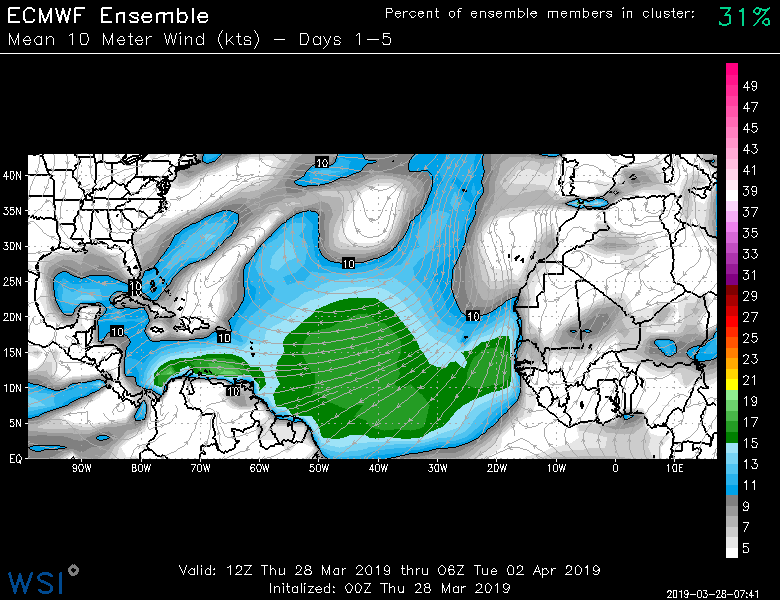 ECMWF Ensemble
Percent of ensemble members in cluster: 31%
Mean 10 Meter Wind (kts) – Days 1–5
49
47
45
43
41
39
37
35
33
31
29
27
25
23
21
19
17
15
13
11
9
7
5
40N
35N
30N
25N
20N
15N
10N
5N
EQ
10
10
10
10
10
10
10
90W
80W
70W
60W
50W
40W
30W
20W
10W
0
10E
Valid: 12Z Thu 28 Mar 2019 thru 06Z Tue 02 Apr 2019
Initalized: 00Z Thu 28 Mar 2019
WSI
2019-03-28-07:41